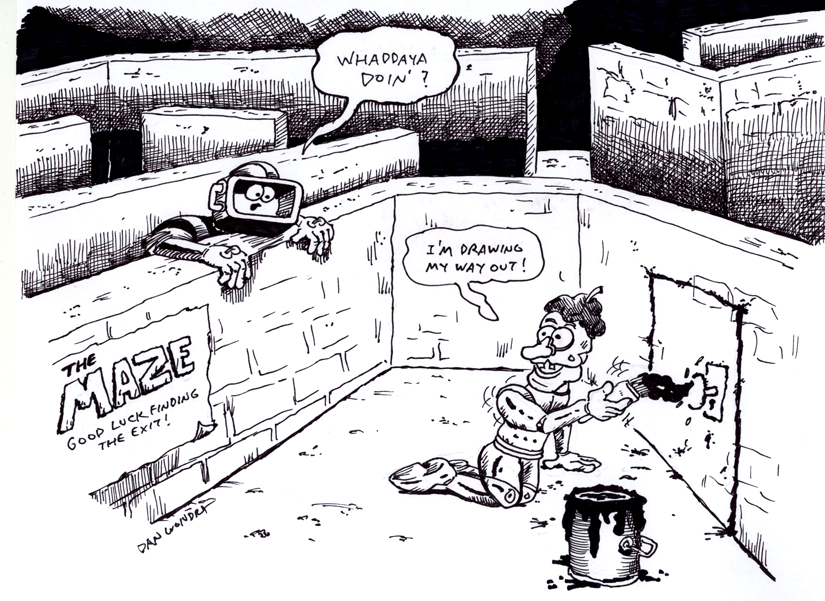 WHADDAYA
DOIN'?
I'M DRAWING
MY WAY OUT!
THE
MAZE
GOOD LUCK FINDING
THE EXIT!
DAN WONDRA